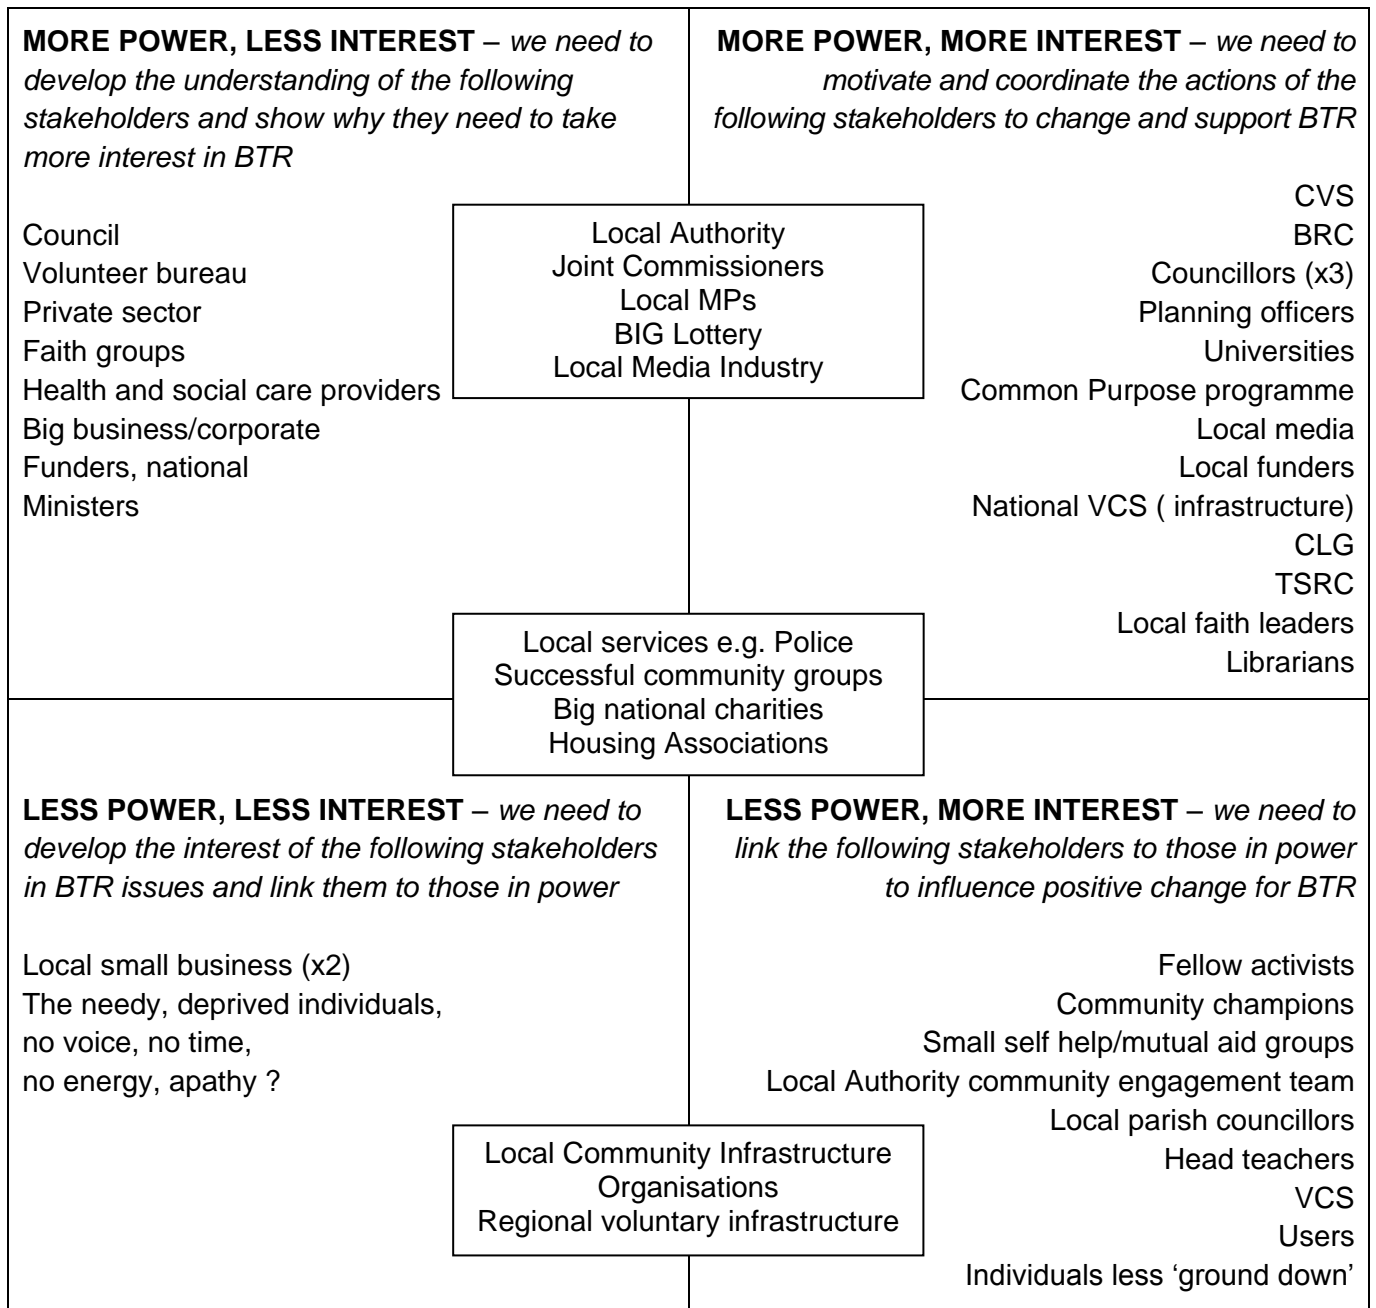 MORE POWER, LESS INTEREST – we need to
develop the understanding of the following
stakeholders and show why they need to take
more interest in BTR
Council
Volunteer bureau
Private sector
Faith groups
Health and social care providers
Big business/corporate
Funders, national
Ministers
MORE POWER, MORE INTEREST – we need to
motivate and coordinate the actions of the
following stakeholders to change and support BTR
CVS
BRC
Councillors (x3)
Planning officers
Universities
Common Purpose programme
Local media
Local funders
National VCS ( infrastructure)
CLG
TSRC
Local faith leaders
Librarians
Local Authority
Joint Commissioners
Local MPs
BIG Lottery
Local Media Industry
Local services e.g. Police
Successful community groups
Big national charities
Housing Associations
LESS POWER, LESS INTEREST – we need to
develop the interest of the following stakeholders
in BTR issues and link them to those in power
Local small business (x2)
The needy, deprived individuals,
no voice, no time,
no energy, apathy ?
LESS POWER, MORE INTEREST – we need to
link the following stakeholders to those in power
to influence positive change for BTR
Fellow activists
Community champions
Small self help/mutual aid groups
Local Authority community engagement team
Local parish councillors
Head teachers
VCS
Users
Individuals less ‘ground down’
Local Community Infrastructure
Organisations
Regional voluntary infrastructure